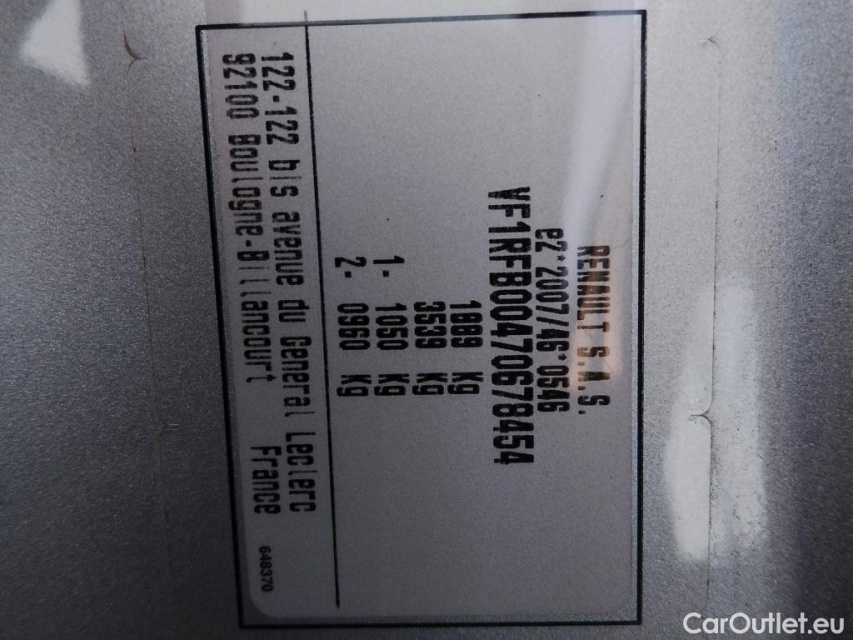 RENAULT S.A.S.
e2*2007/46*0546
VF1RFB00470678454
1889 kg
3539 kg
1- 1050 kg
2- 0960 kg
122-122 bis avenue du General Leclerc
92100 Boulogne-Billancourt France
648370
CarOutlet.eu